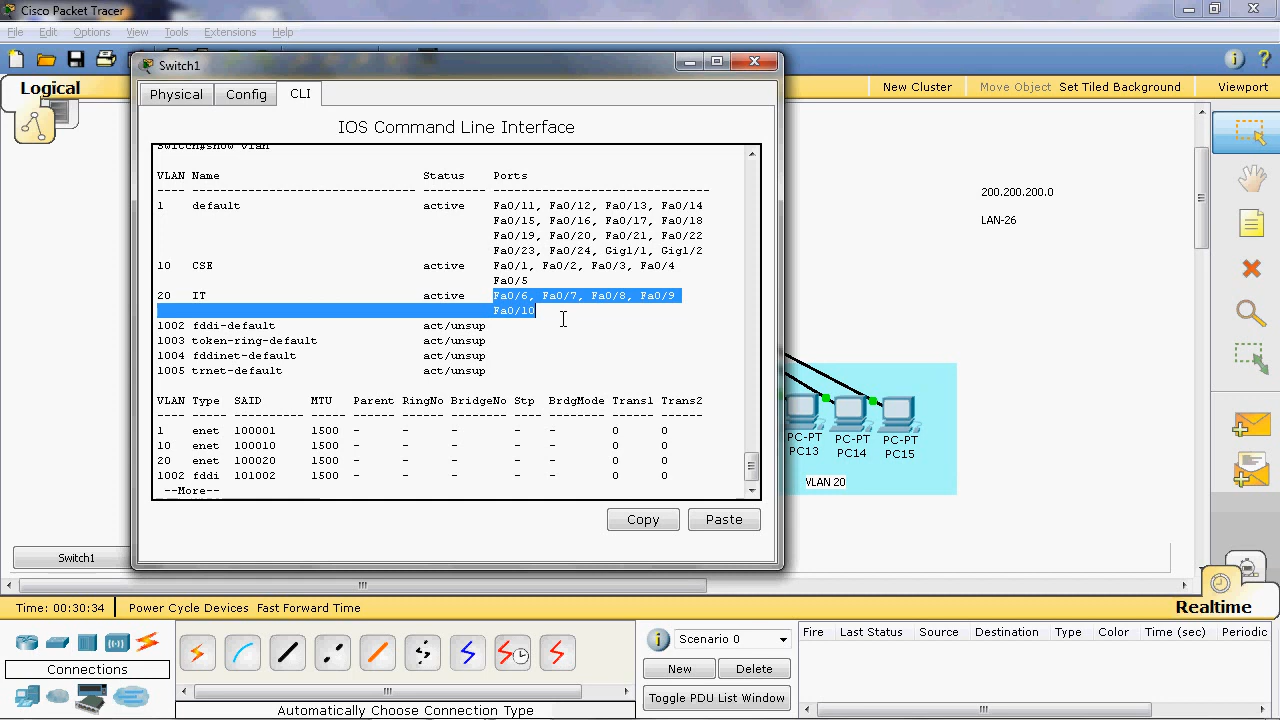 Cisco Packet Tracer
File Edit Options View Tools Extensions Help
Switch1
Logical
New Cluster Move Object Set Tiled Background Viewport
Physical Config CLI
IOS Command Line Interface
Switch#show vlan
VLAN Name Status Ports
---- -------------------------------- --------- -------------------------------
1 default active Fa0/11, Fa0/12, Fa0/13, Fa0/14
Fa0/15, Fa0/16, Fa0/17, Fa0/18
Fa0/19, Fa0/20, Fa0/21, Fa0/22
Fa0/23, Fa0/24, Gig1/1, Gig1/2
10 CSE active Fa0/1, Fa0/2, Fa0/3, Fa0/4
Fa0/5
20 IT active Fa0/6, Fa0/7, Fa0/8, Fa0/9
Fa0/10
1002 fddi-default act/unsup
1003 token-ring-default act/unsup
1004 fddinet-default act/unsup
1005 trnet-default act/unsup
VLAN Type SAID MTU Parent RingNo BridgeNo Stp BrdgMode Trans1 Trans2
---- ----- ---------- ----- ------ ------ -------- ---- -------- ------ ------
1 enet 100001 1500 - - - - - 0 0
10 enet 100010 1500 - - - - - 0 0
20 enet 100020 1500 - - - - - 0 0
1002 fddi 101002 1500 - - - - - 0 0
--More--
Copy Paste
200.200.200.0
LAN-26
PC-PT PC-PT PC-PT
PC13 PC14 PC15
VLAN 20
Switch1
Time: 00:30:34 Power Cycle Devices Fast Forward Time
Realtime
Connections
Automatically Choose Connection Type
Scenario 0
New Delete
Toggle PDU List Window
Fire Last Status Source Destination Type Color Time (sec) Periodic